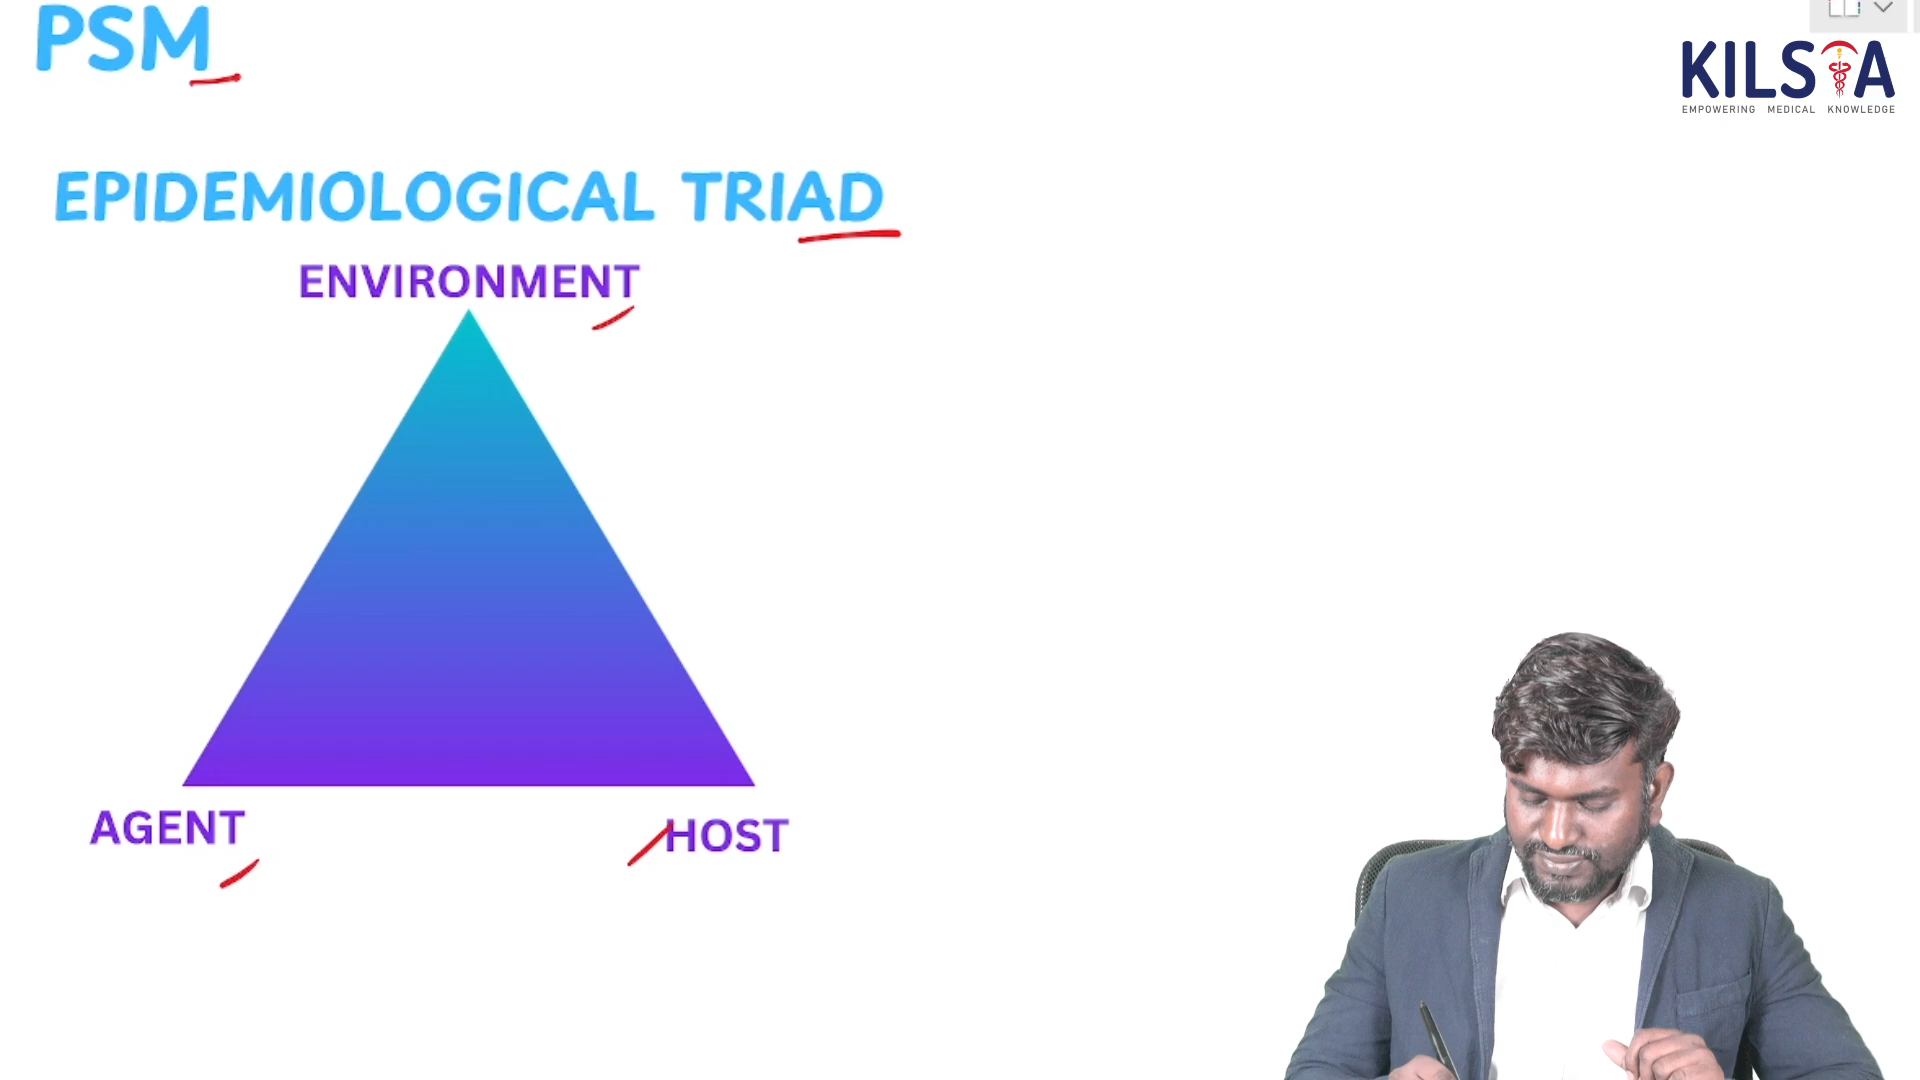 PSM
KILSTA
EMPOWERING MEDICAL KNOWLEDGE
EPIDEMIOLOGICAL TRIAD
ENVIRONMENT
AGENT
HOST